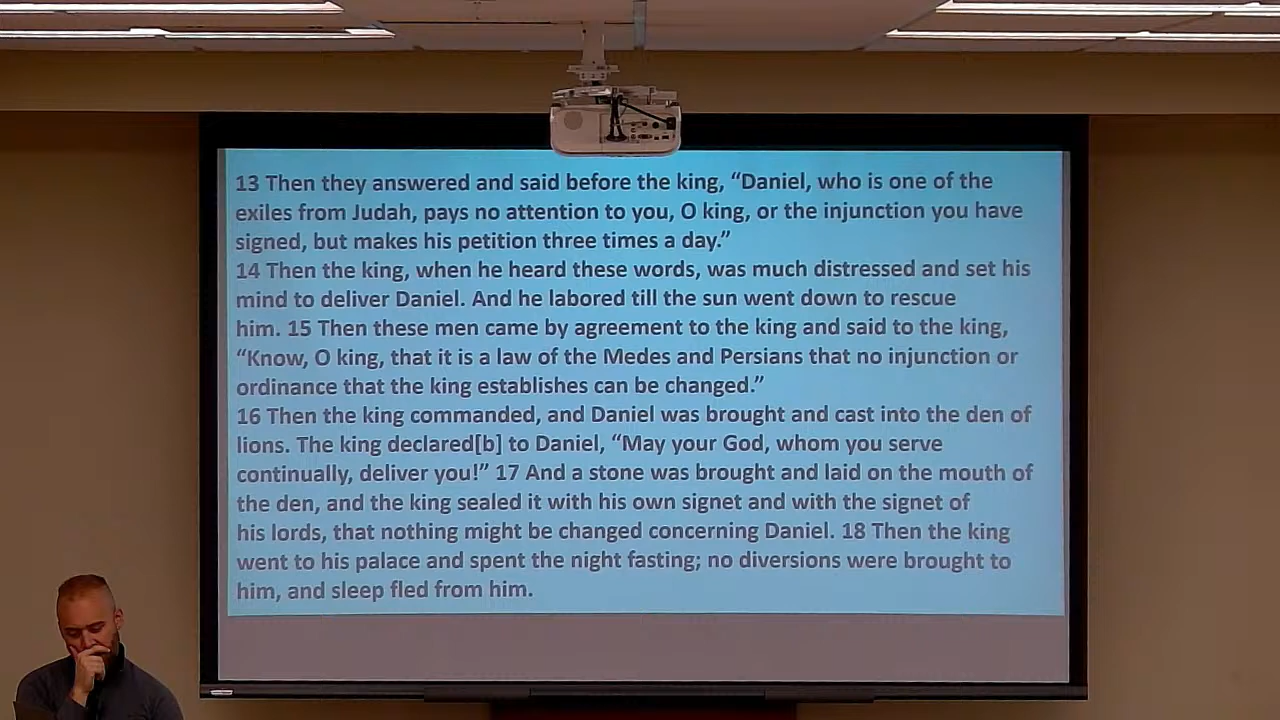 13 Then they answered and said before the king, “Daniel, who is one of the
exiles from Judah, pays no attention to you, O king, or the injunction you have
signed, but makes his petition three times a day.”
14 Then the king, when he heard these words, was much distressed and set his
mind to deliver Daniel. And he labored till the sun went down to rescue
him. 15 Then these men came by agreement to the king and said to the king,
“Know, O king, that it is a law of the Medes and Persians that no injunction or
ordinance that the king establishes can be changed.”
16 Then the king commanded, and Daniel was brought and cast into the den of
lions. The king declared[b] to Daniel, “May your God, whom you serve
continually, deliver you!” 17 And a stone was brought and laid on the mouth of
the den, and the king sealed it with his own signet and with the signet of
his lords, that nothing might be changed concerning Daniel. 18 Then the king
went to his palace and spent the night fasting; no diversions were brought to
him, and sleep fled from him.